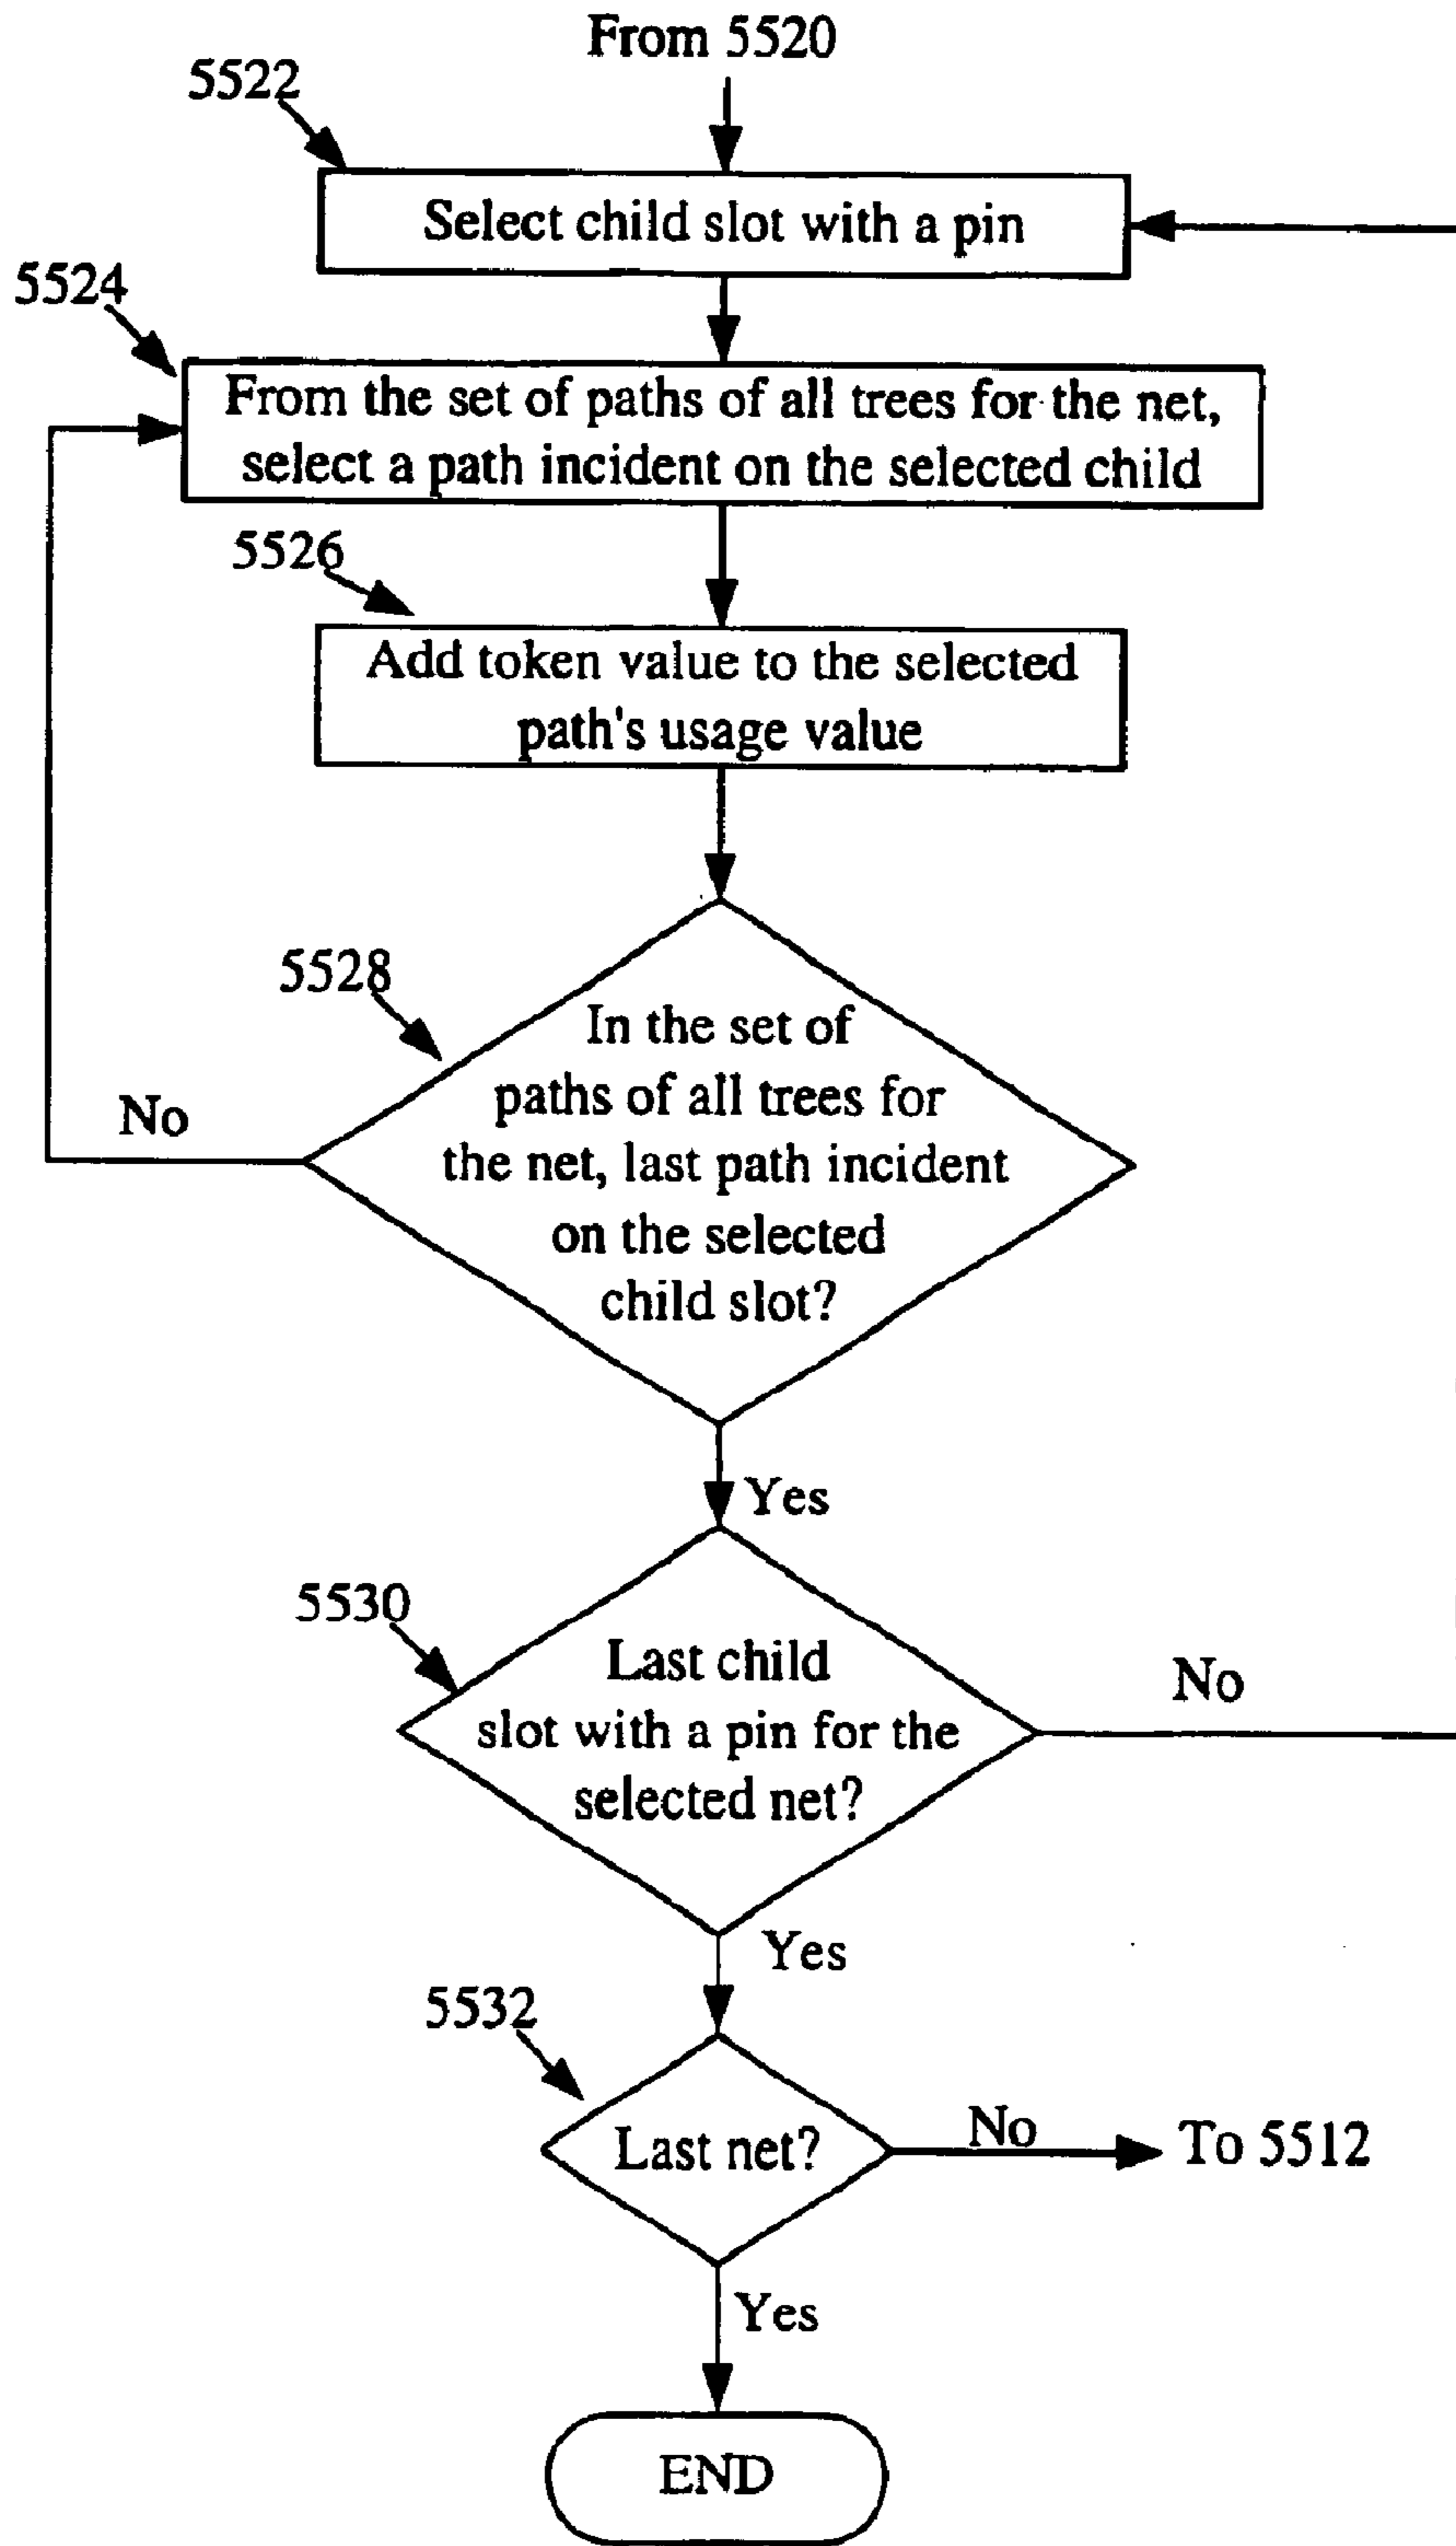 From 5520
5522
Select child slot with a pin
5524
From the set of paths of all trees for the net,
select a path incident on the selected child
5526
Add token value to the selected
path's usage value
5528
In the set of
paths of all trees for
the net, last path incident
on the selected
child slot?
No
Yes
5530
Last child
slot with a pin for the
selected net?
No
Yes
5532
Last net?
No
To 5512
Yes
END